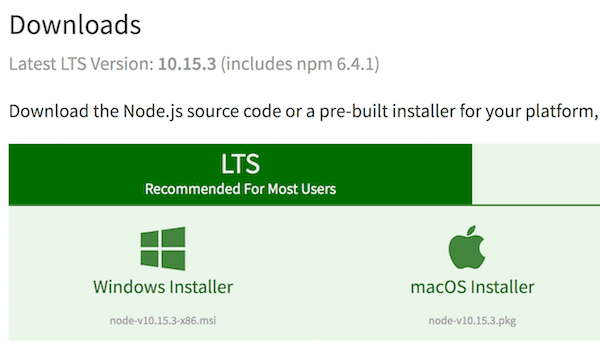 Downloads
Latest LTS Version: 10.15.3 (includes npm 6.4.1)
Download the Node.js source code or a pre-built installer for your platform,
LTS
Recommended For Most Users
Windows Installer
node-v10.15.3-x86.msi
macOS Installer
node-v10.15.3.pkg